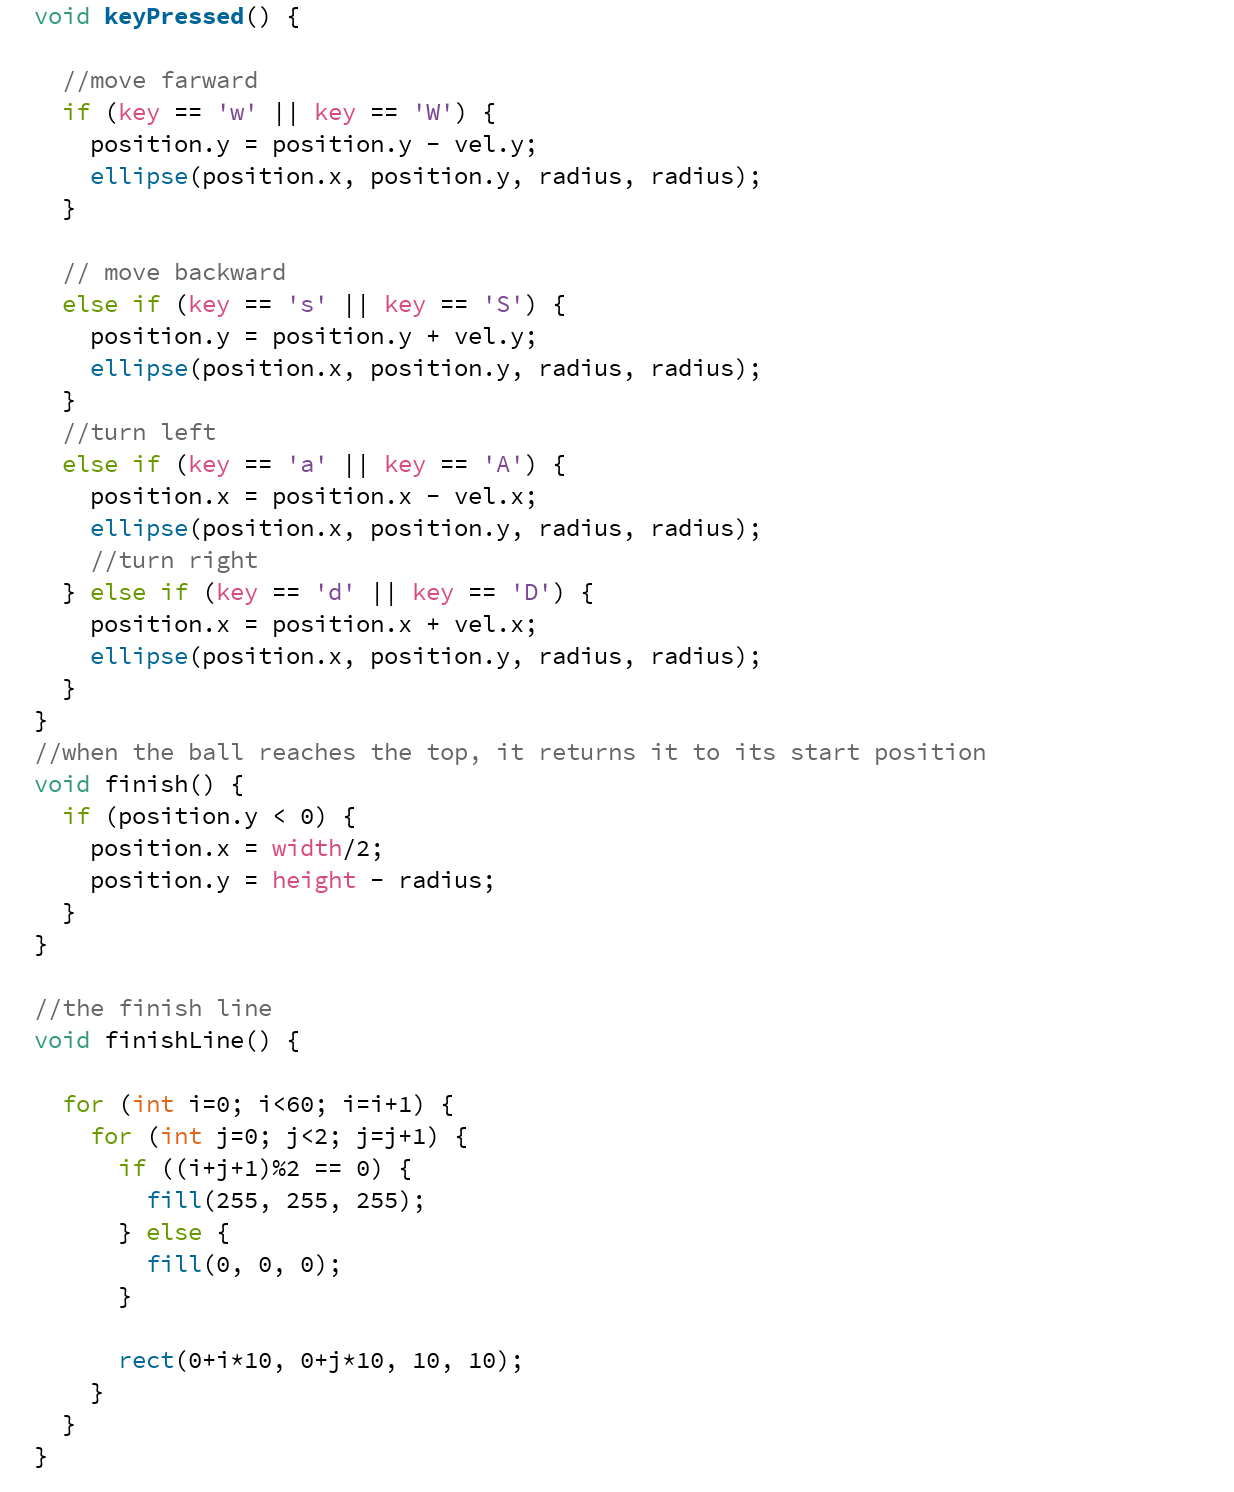 void keyPressed() {

  //move farward
  if (key == 'w' || key == 'W') {
    position.y = position.y - vel.y;
    ellipse(position.x, position.y, radius, radius);
  }

  // move backward
  else if (key == 's' || key == 'S') {
    position.y = position.y + vel.y;
    ellipse(position.x, position.y, radius, radius);
  }
  //turn left
  else if (key == 'a' || key == 'A') {
    position.x = position.x - vel.x;
    ellipse(position.x, position.y, radius, radius);
    //turn right
  } else if (key == 'd' || key == 'D') {
    position.x = position.x + vel.x;
    ellipse(position.x, position.y, radius, radius);
  }
}
//when the ball reaches the top, it returns it to its start position
void finish() {
  if (position.y < 0) {
    position.x = width/2;
    position.y = height - radius;
  }
}

//the finish line
void finishLine() {

  for (int i=0; i<60; i=i+1) {
    for (int j=0; j<2; j=j+1) {
      if ((i+j+1)%2 == 0) {
        fill(255, 255, 255);
      } else {
        fill(0, 0, 0);
      }

      rect(0+i*10, 0+j*10, 10, 10);
    }
  }
}